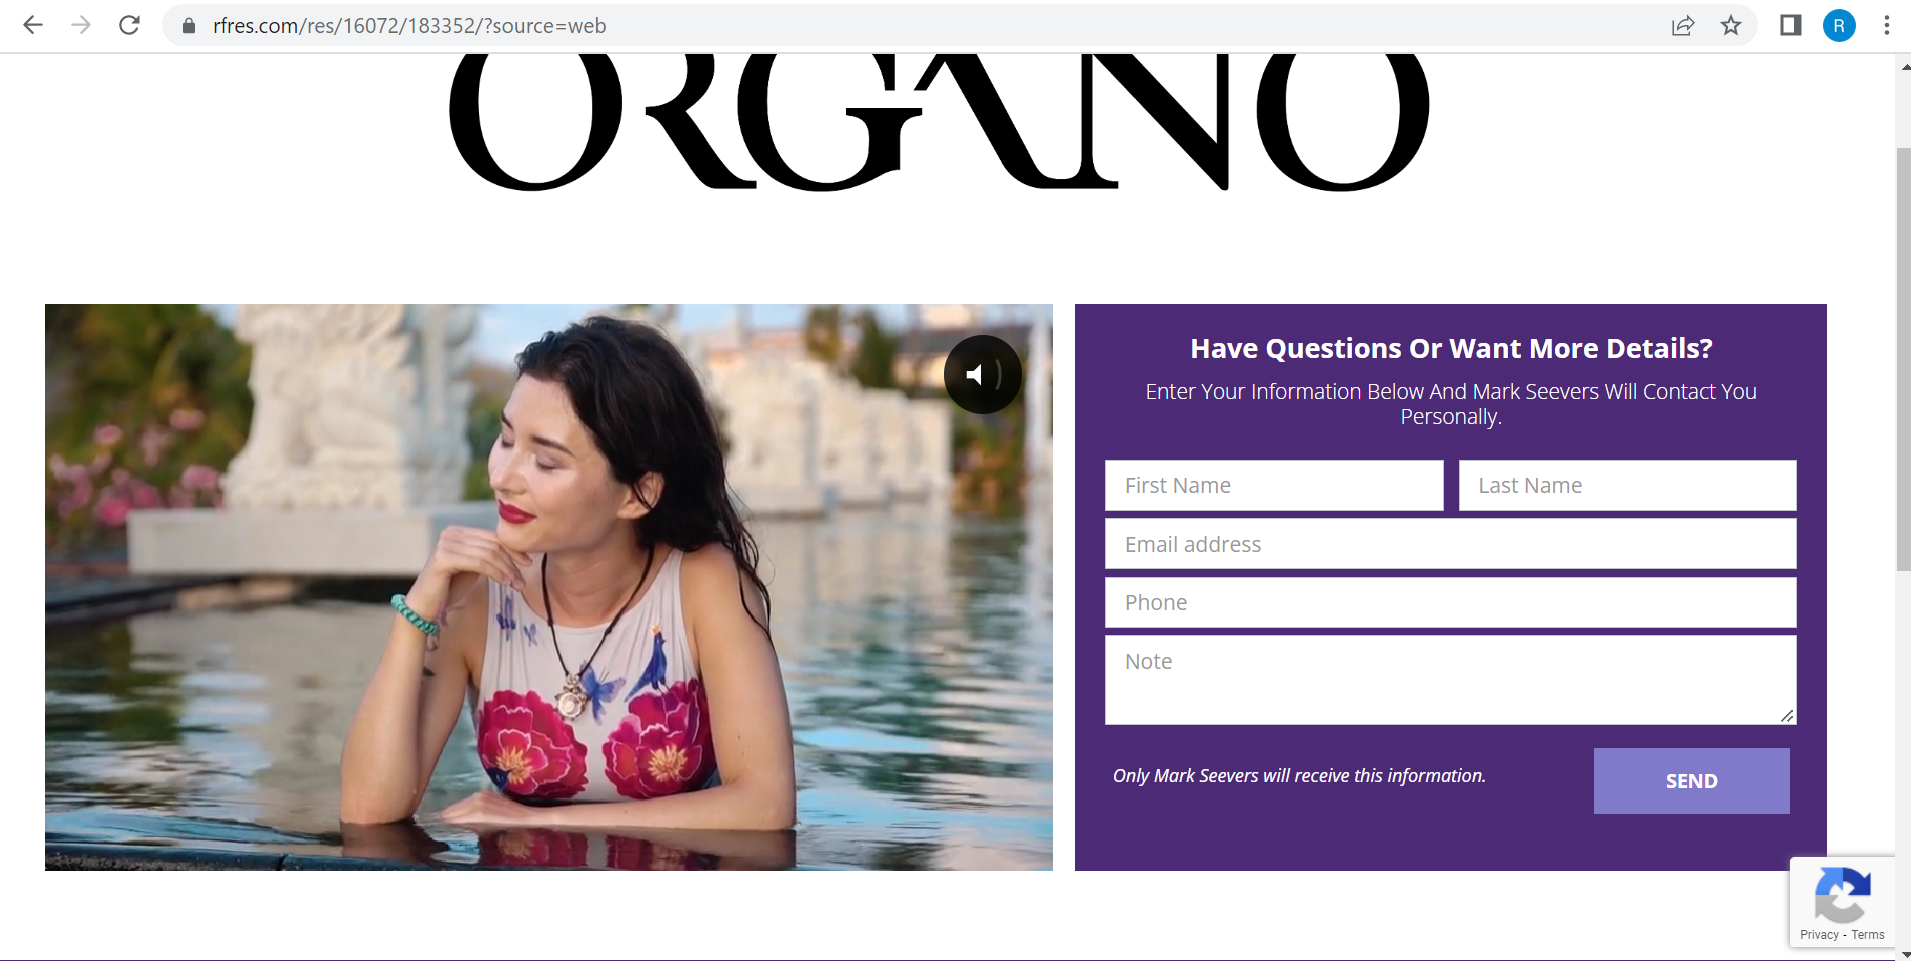 rfres.com/res/16072/183352/?source=web
R
ORGANO
Have Questions Or Want More Details?
Enter Your Information Below And Mark Seevers Will Contact You
Personally.
First Name
Last Name
Email address
Phone
Note
Only Mark Seevers will receive this information.
SEND
Privacy - Terms